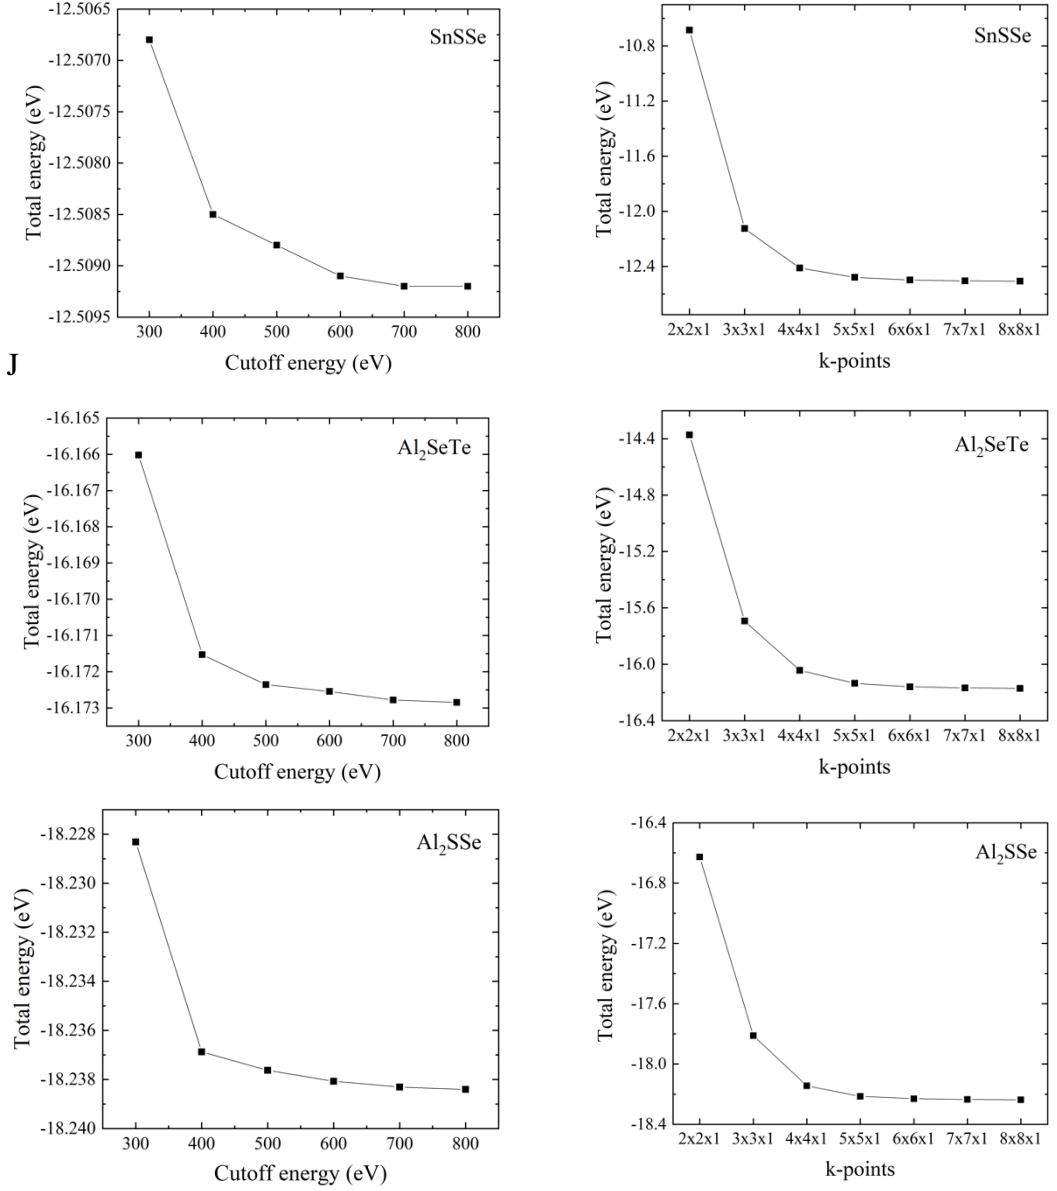 SnSSe
-12.5065
-12.5070
-12.5075
-12.5080
-12.5085
-12.5090
-12.5095
Total energy (eV)
300 400 500 600 700 800
Cutoff energy (eV)
SnSSe
-10.8
-11.2
-11.6
-12.0
-12.4
Total energy (eV)
2x2x1 3x3x1 4x4x1 5x5x1 6x6x1 7x7x1 8x8x1
k-points
J
Al₂SeTe
-16.165
-16.166
-16.167
-16.168
-16.169
-16.170
-16.171
-16.172
-16.173
Total energy (eV)
300 400 500 600 700 800
Cutoff energy (eV)
Al₂SeTe
-14.4
-14.8
-15.2
-15.6
-16.0
-16.4
Total energy (eV)
2x2x1 3x3x1 4x4x1 5x5x1 6x6x1 7x7x1 8x8x1
k-points
Al₂SSe
-18.228
-18.230
-18.232
-18.234
-18.236
-18.238
-18.240
Total energy (eV)
300 400 500 600 700 800
Cutoff energy (eV)
Al₂SSe
-16.4
-16.8
-17.2
-17.6
-18.0
-18.4
Total energy (eV)
2x2x1 3x3x1 4x4x1 5x5x1 6x6x1 7x7x1 8x8x1
k-points